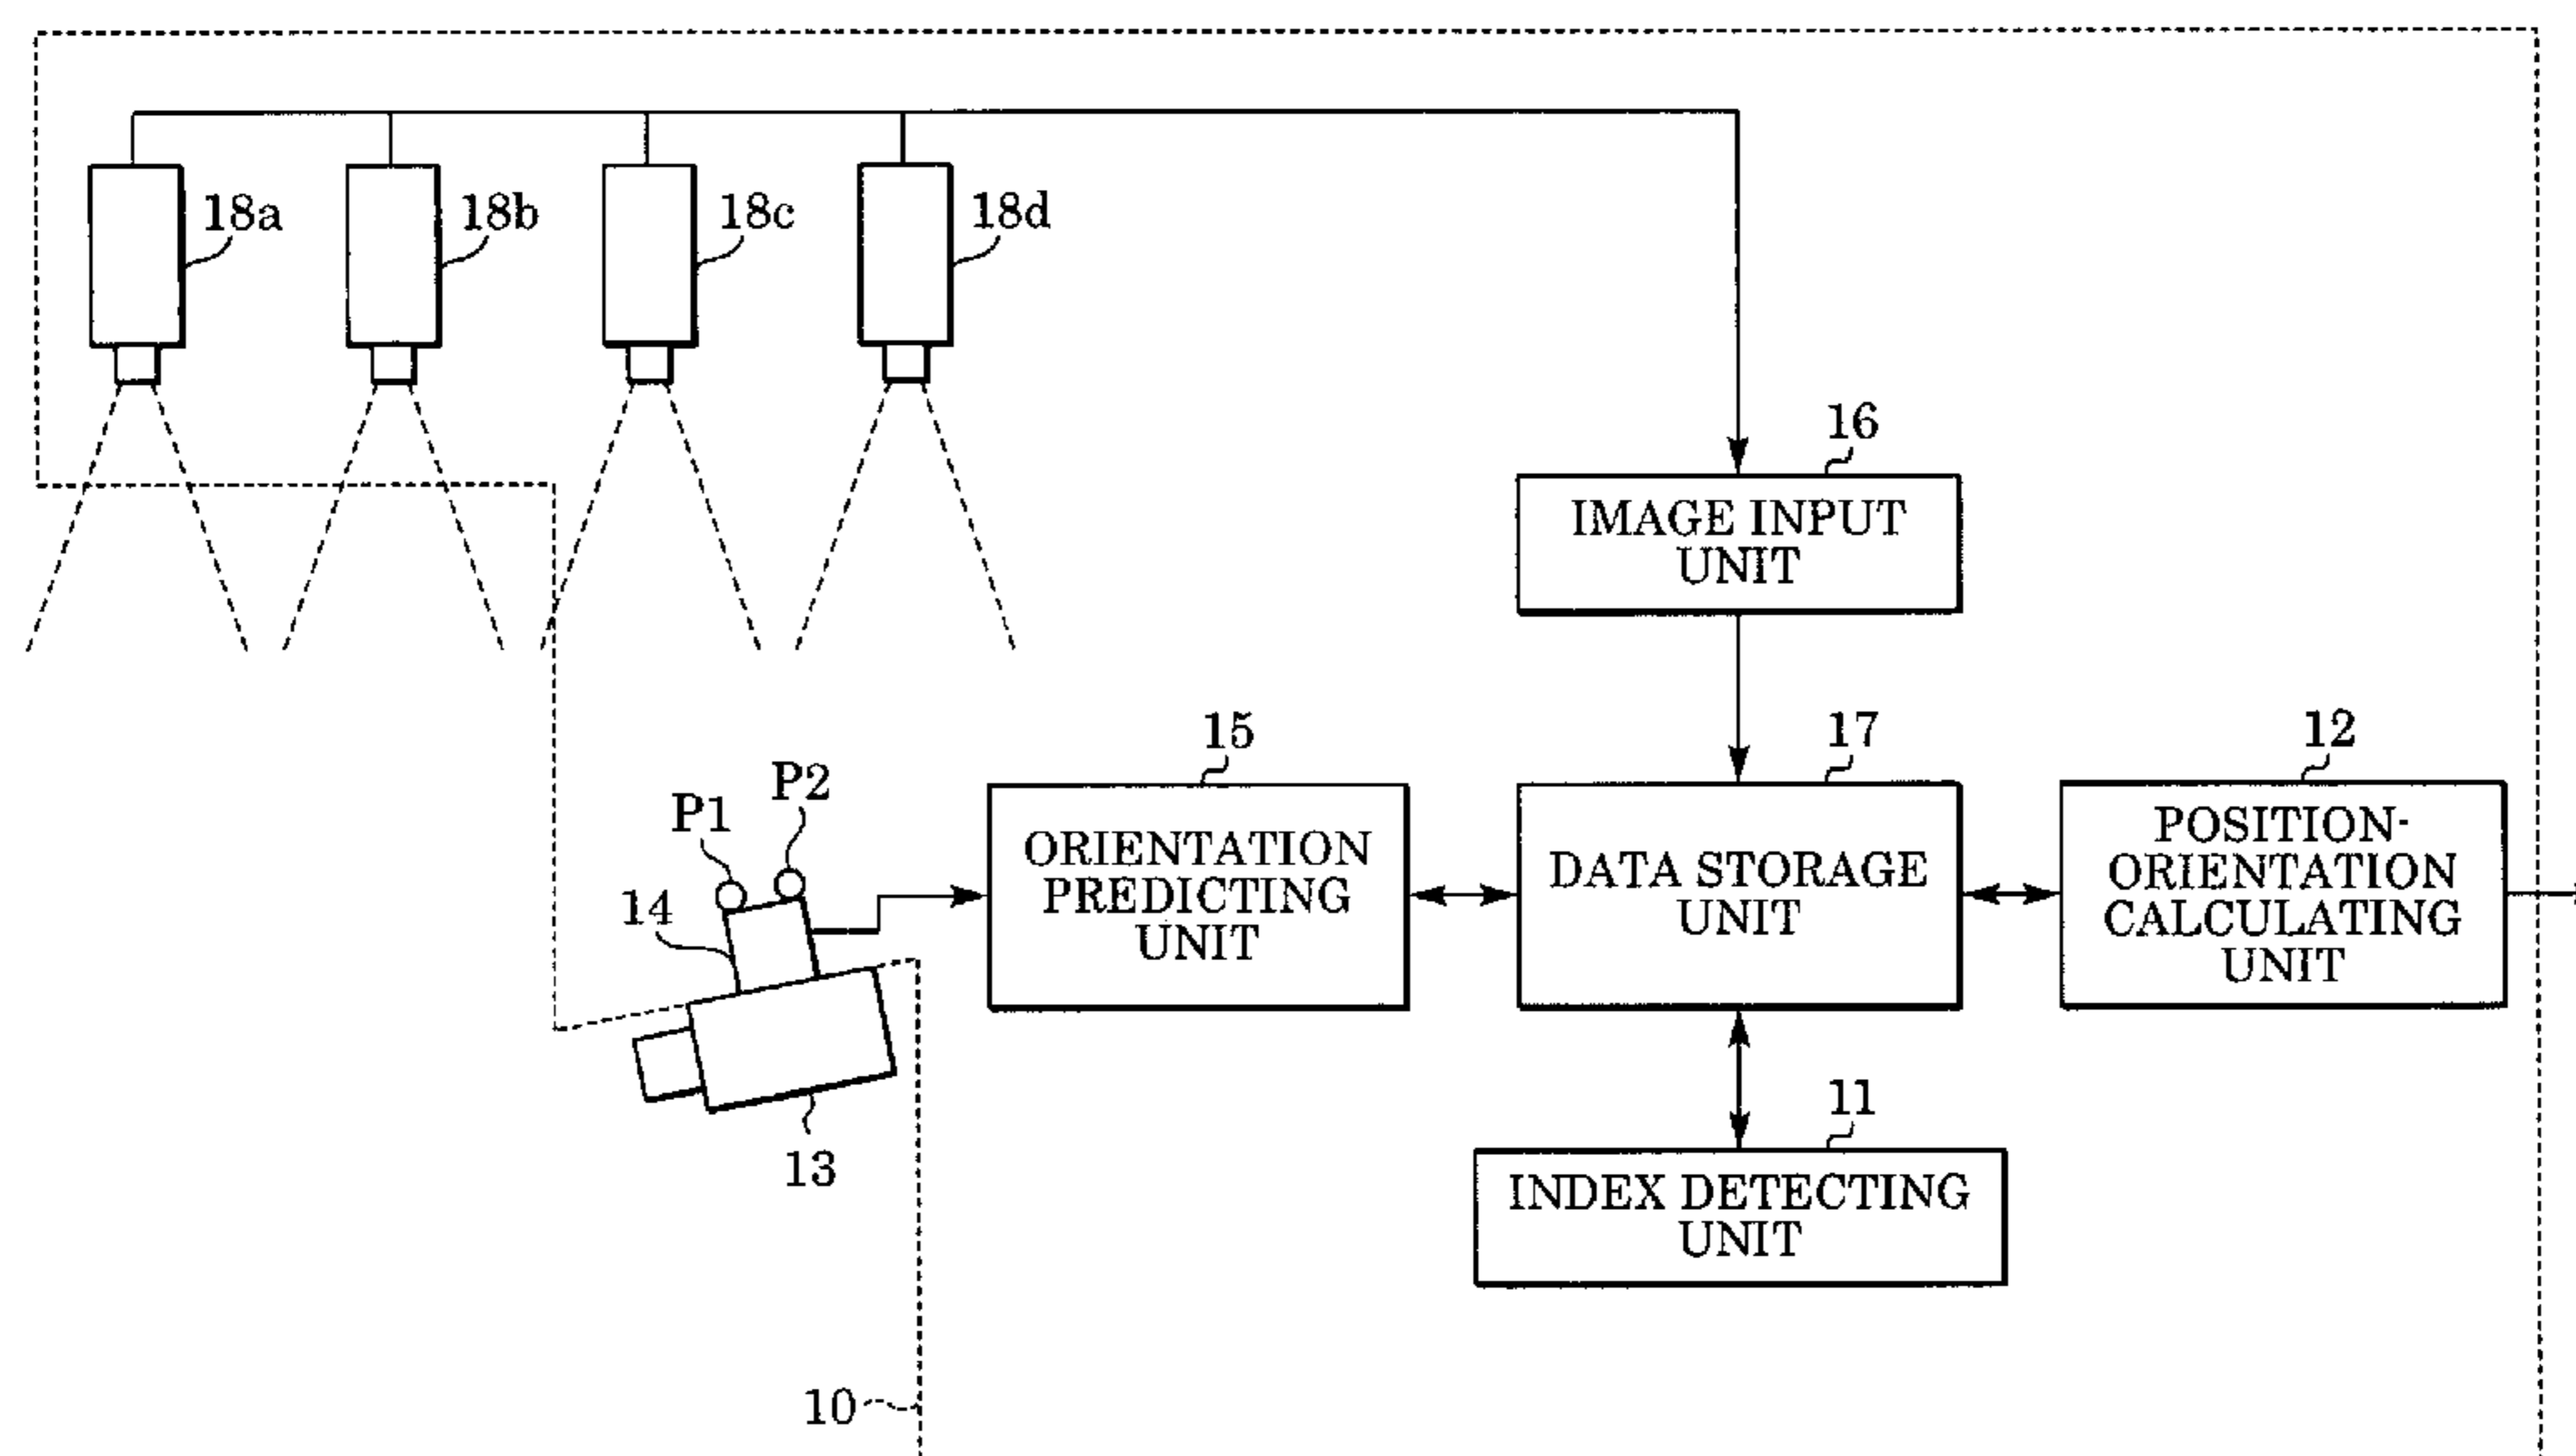 18a
18b
18c
18d
16
IMAGE INPUT
UNIT
15
17
12
P1
P2
14
ORIENTATION
PREDICTING
UNIT
DATA STORAGE
UNIT
POSITION-
ORIENTATION
CALCULATING
UNIT
13
11
INDEX DETECTING
UNIT
10